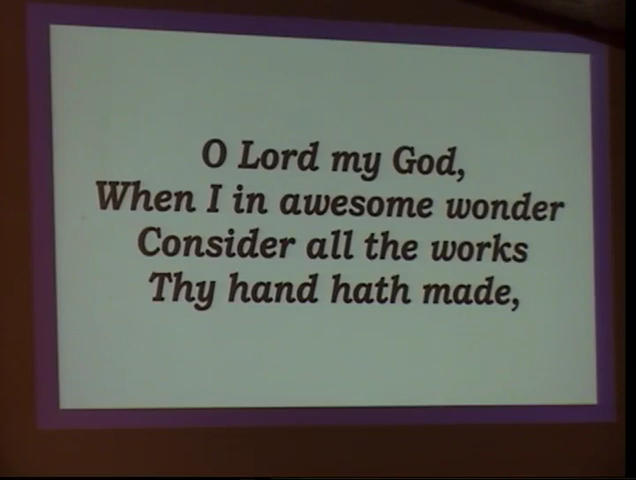 O Lord my God,
When I in awesome wonder
Consider all the works
Thy hand hath made,